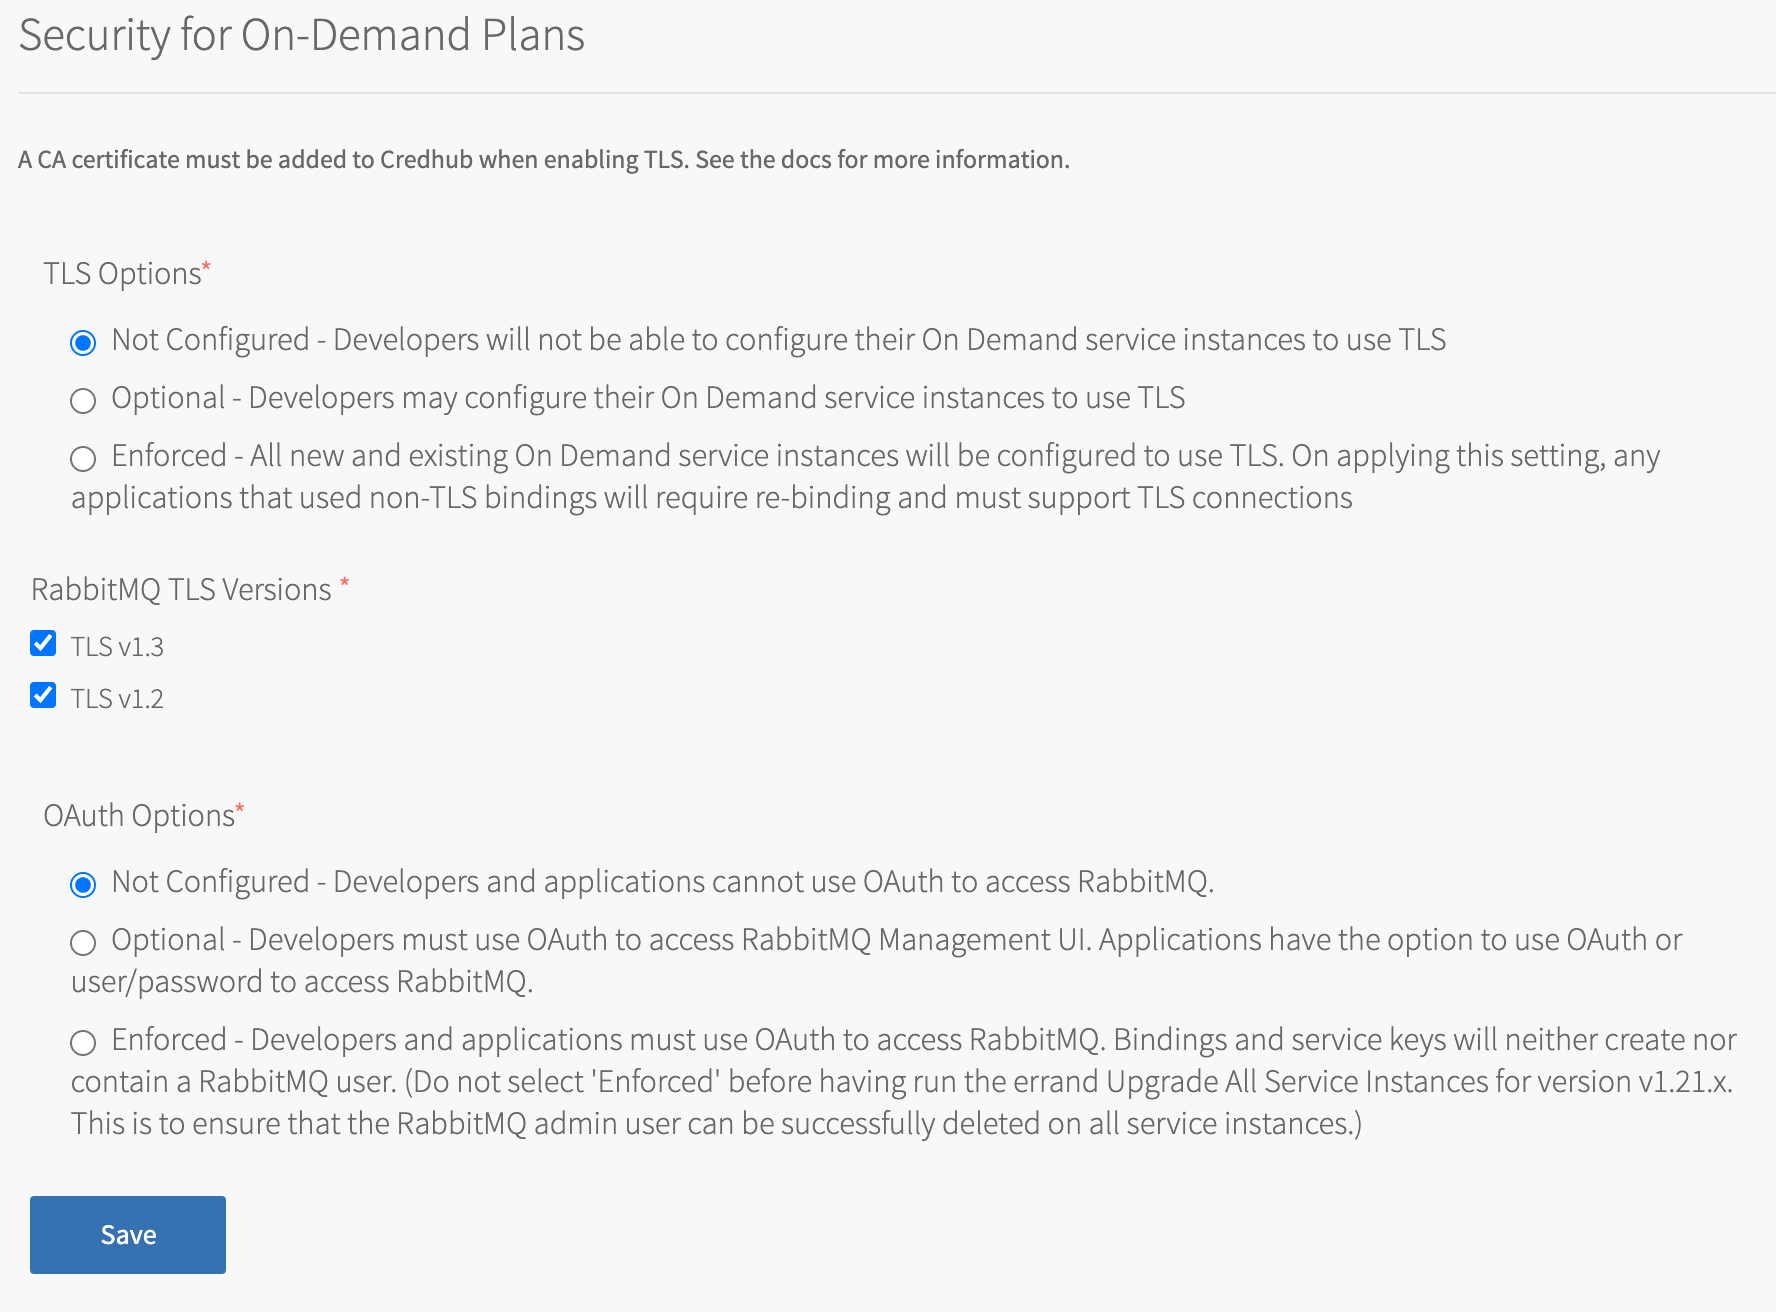 Security for On-Demand Plans
A CA certificate must be added to Credhub when enabling TLS. See the docs for more information.
TLS Options*
Not Configured - Developers will not be able to configure their On Demand service instances to use TLS
Optional - Developers may configure their On Demand service instances to use TLS
Enforced - All new and existing On Demand service instances will be configured to use TLS. On applying this setting, any
applications that used non-TLS bindings will require re-binding and must support TLS connections
RabbitMQ TLS Versions *
TLS v1.3
TLS v1.2
OAuth Options*
Not Configured - Developers and applications cannot use OAuth to access RabbitMQ.
Optional - Developers must use OAuth to access RabbitMQ Management UI. Applications have the option to use OAuth or
user/password to access RabbitMQ.
Enforced - Developers and applications must use OAuth to access RabbitMQ. Bindings and service keys will neither create nor
contain a RabbitMQ user. (Do not select 'Enforced' before having run the errand Upgrade All Service Instances for version v1.21.x.
This is to ensure that the RabbitMQ admin user can be successfully deleted on all service instances.)
Save